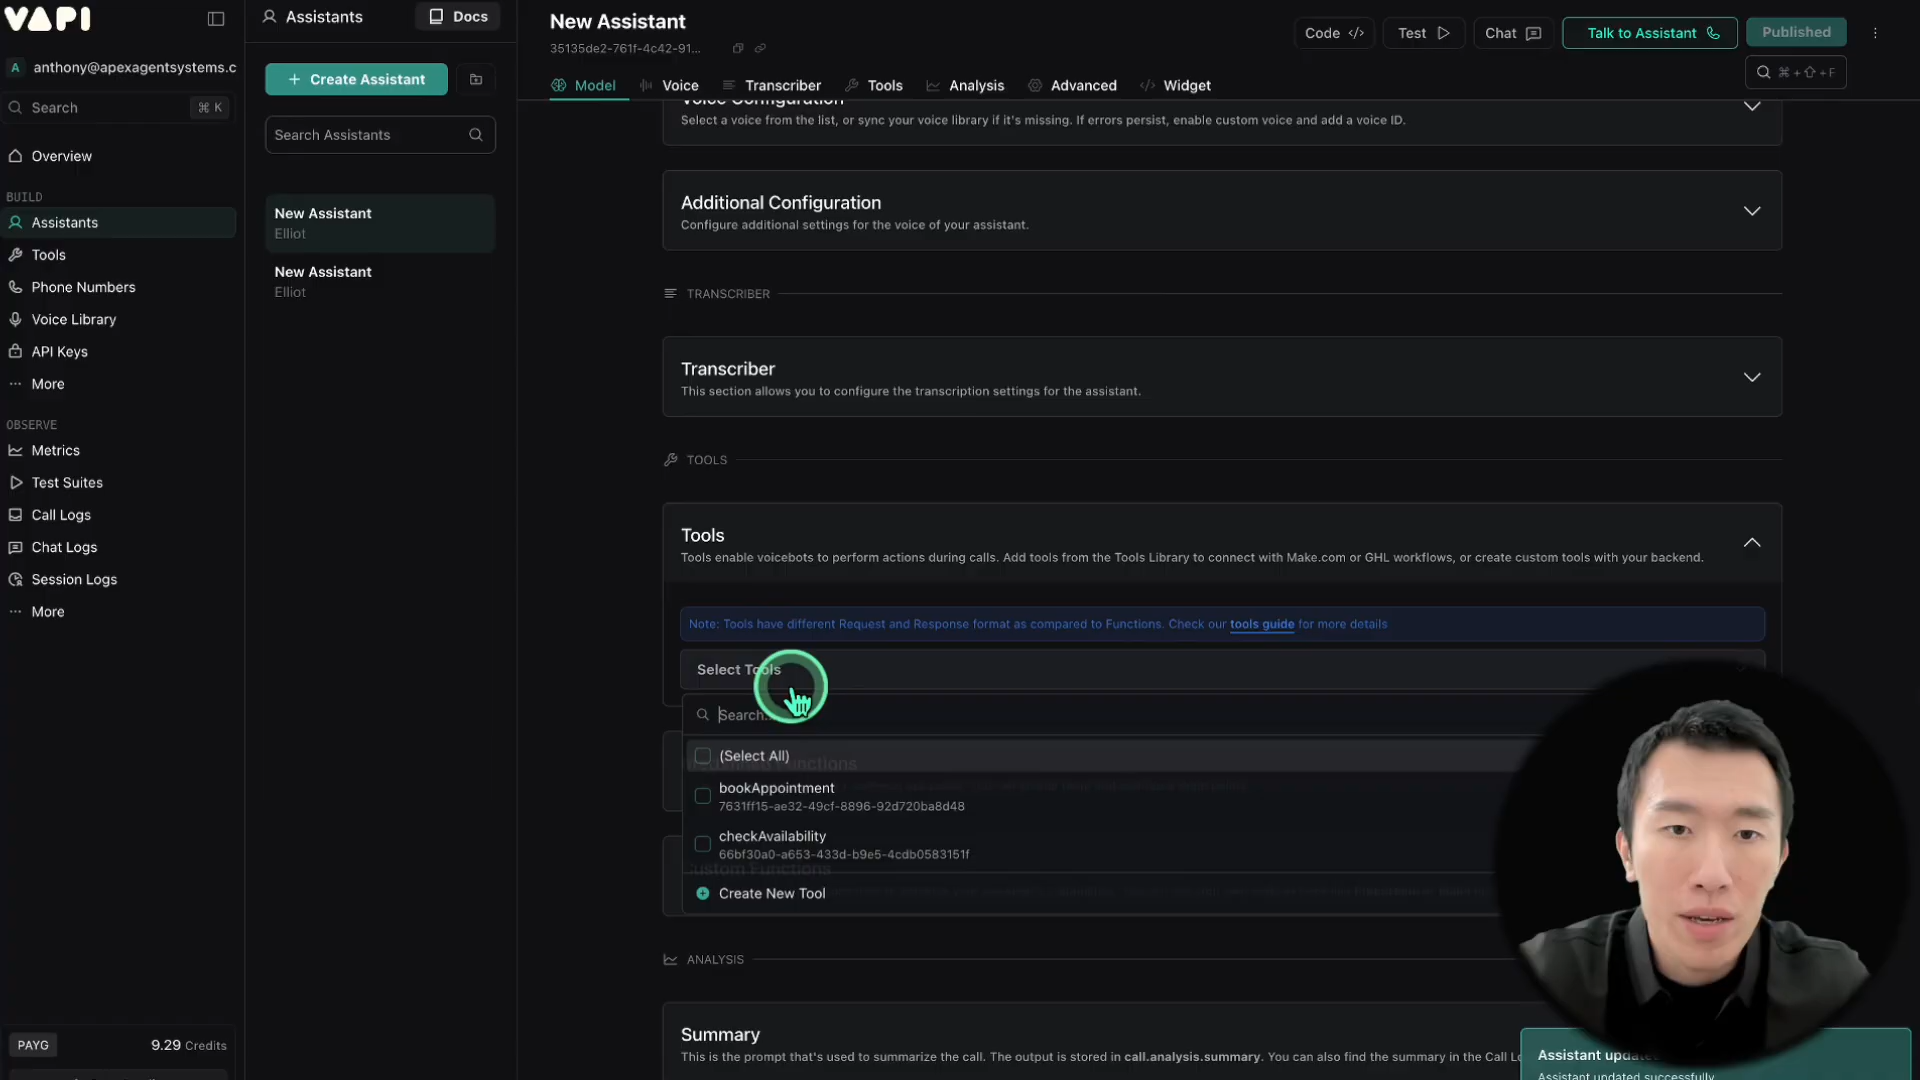 VAPI
anthony@apexagentsystems.c
Search
⌘ K
Overview
BUILD
Assistants
Tools
Phone Numbers
Voice Library
API Keys
More
OBSERVE
Metrics
Test Suites
Call Logs
Chat Logs
Session Logs
More
PAYG
9.29 Credits
Assistants
Docs
+ Create Assistant
Search Assistants
New Assistant
Elliot
New Assistant
Elliot
New Assistant
35135de2-761f-4c42-91...
Code </>
Test
Chat
Talk to Assistant
Published
⌘+⇧+F
Model
Voice
Transcriber
Tools
Analysis
Advanced
Widget
Voice Configuration
Select a voice from the list, or sync your voice library if it's missing. If errors persist, enable custom voice and add a voice ID.
Additional Configuration
Configure additional settings for the voice of your assistant.
TRANSCRIBER
Transcriber
This section allows you to configure the transcription settings for the assistant.
TOOLS
Tools
Tools enable voicebots to perform actions during calls. Add tools from the Tools Library to connect with Make.com or GHL workflows, or create custom tools with your backend.
Note: Tools have different Request and Response format as compared to Functions. Check our tools guide for more details
Select Tools
Search...
(Select All)
bookAppointment
7631ff15-ae32-49cf-8896-92d720ba8d48
checkAvailability
66bf30a0-a653-433d-b9e5-4cdb0583151f
Create New Tool
ANALYSIS
Summary
This is the prompt that's used to summarize the call. The output is stored in call.analysis.summary. You can also find the summary in the Call Lo
Assistant update
Assistant updated successfully